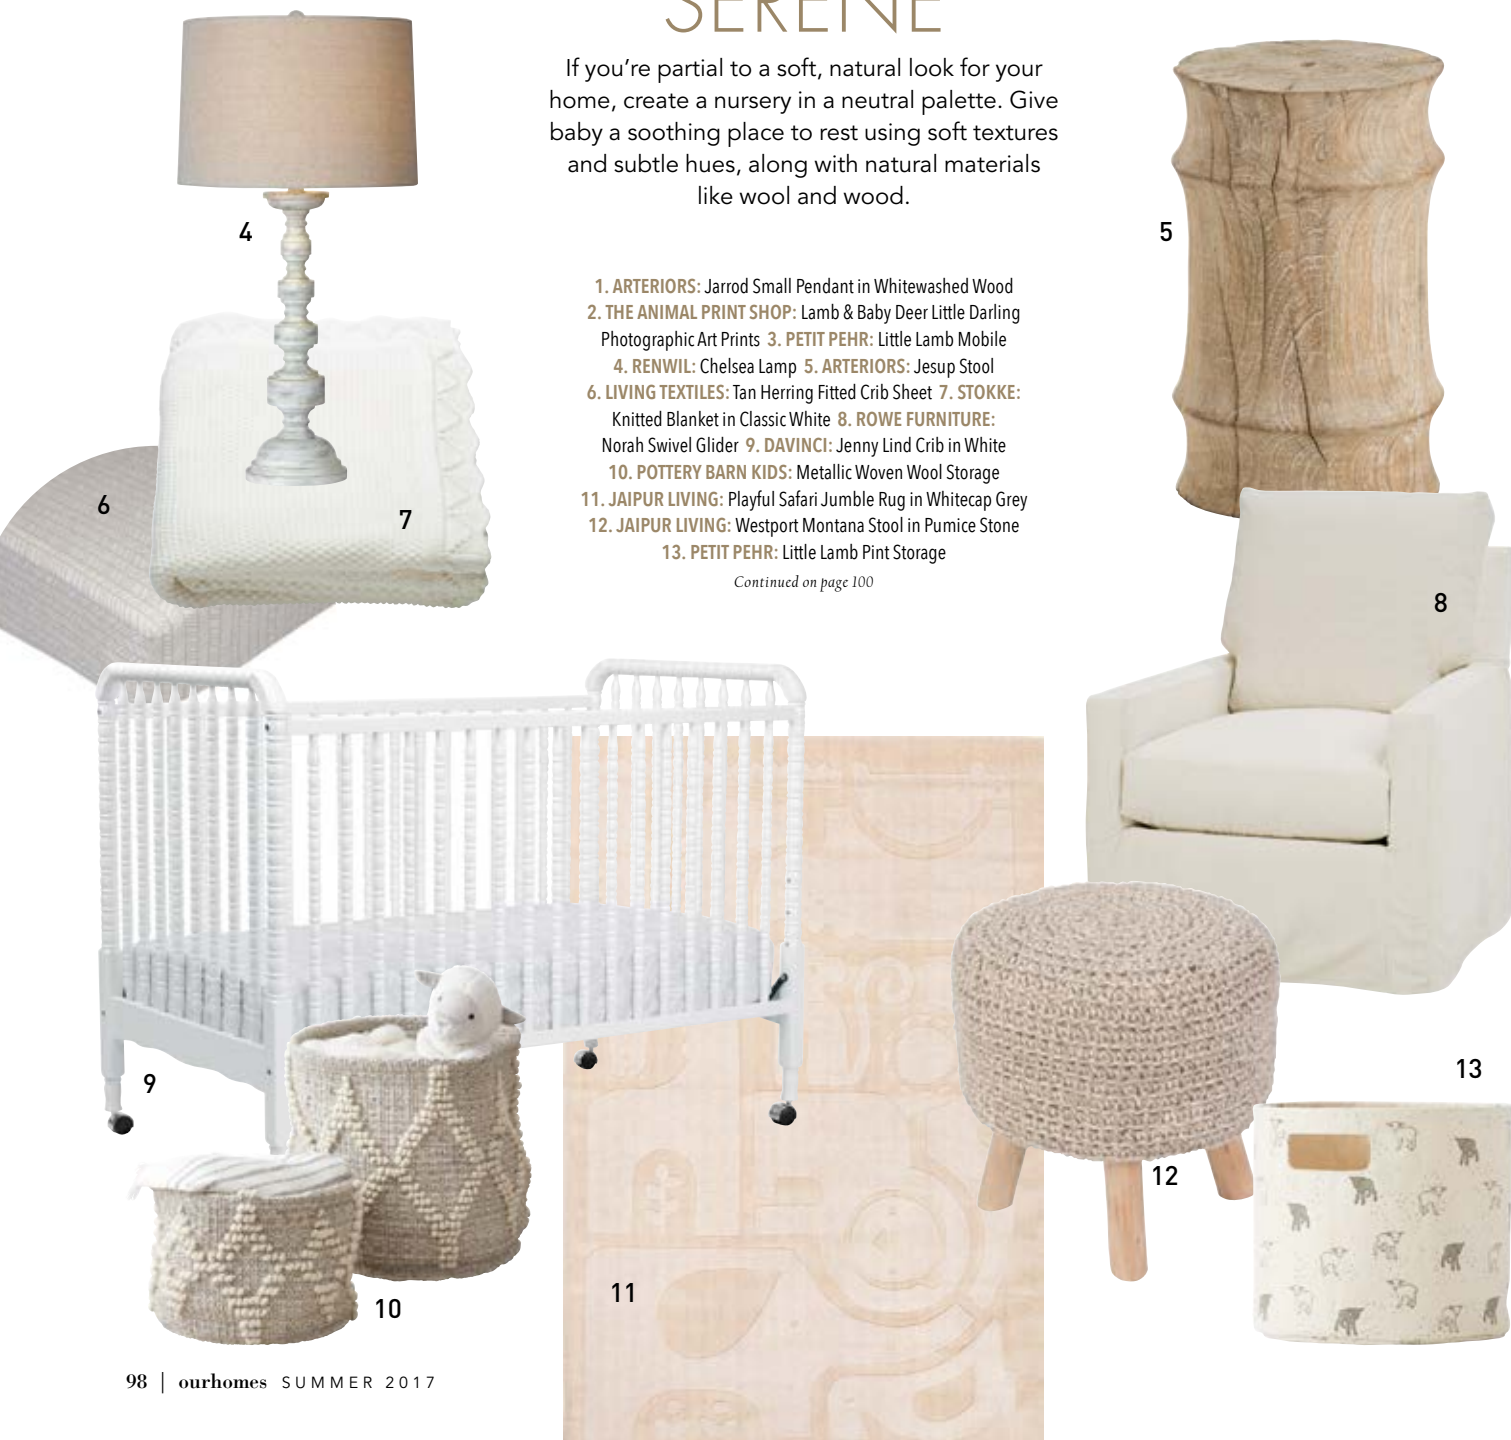 SERENE
If you're partial to a soft, natural look for your
home, create a nursery in a neutral palette. Give
baby a soothing place to rest using soft textures
and subtle hues, along with natural materials
like wool and wood.
4
5
1. ARTERIORS: Jarrod Small Pendant in Whitewashed Wood
2. THE ANIMAL PRINT SHOP: Lamb & Baby Deer Little Darling
Photographic Art Prints 3. PETIT PEHR: Little Lamb Mobile
4. RENWIL: Chelsea Lamp 5. ARTERIORS: Jesup Stool
6. LIVING TEXTILES: Tan Herring Fitted Crib Sheet 7. STOKKE:
Knitted Blanket in Classic White 8. ROWE FURNITURE:
Norah Swivel Glider 9. DAVINCI: Jenny Lind Crib in White
10. POTTERY BARN KIDS: Metallic Woven Wool Storage
11. JAIPUR LIVING: Playful Safari Jumble Rug in Whitecap Grey
12. JAIPUR LIVING: Westport Montana Stool in Pumice Stone
13. PETIT PEHR: Little Lamb Pint Storage
Continued on page 100
6
7
8
9
13
12
11
10
98 | ourhomes SUMMER 2017